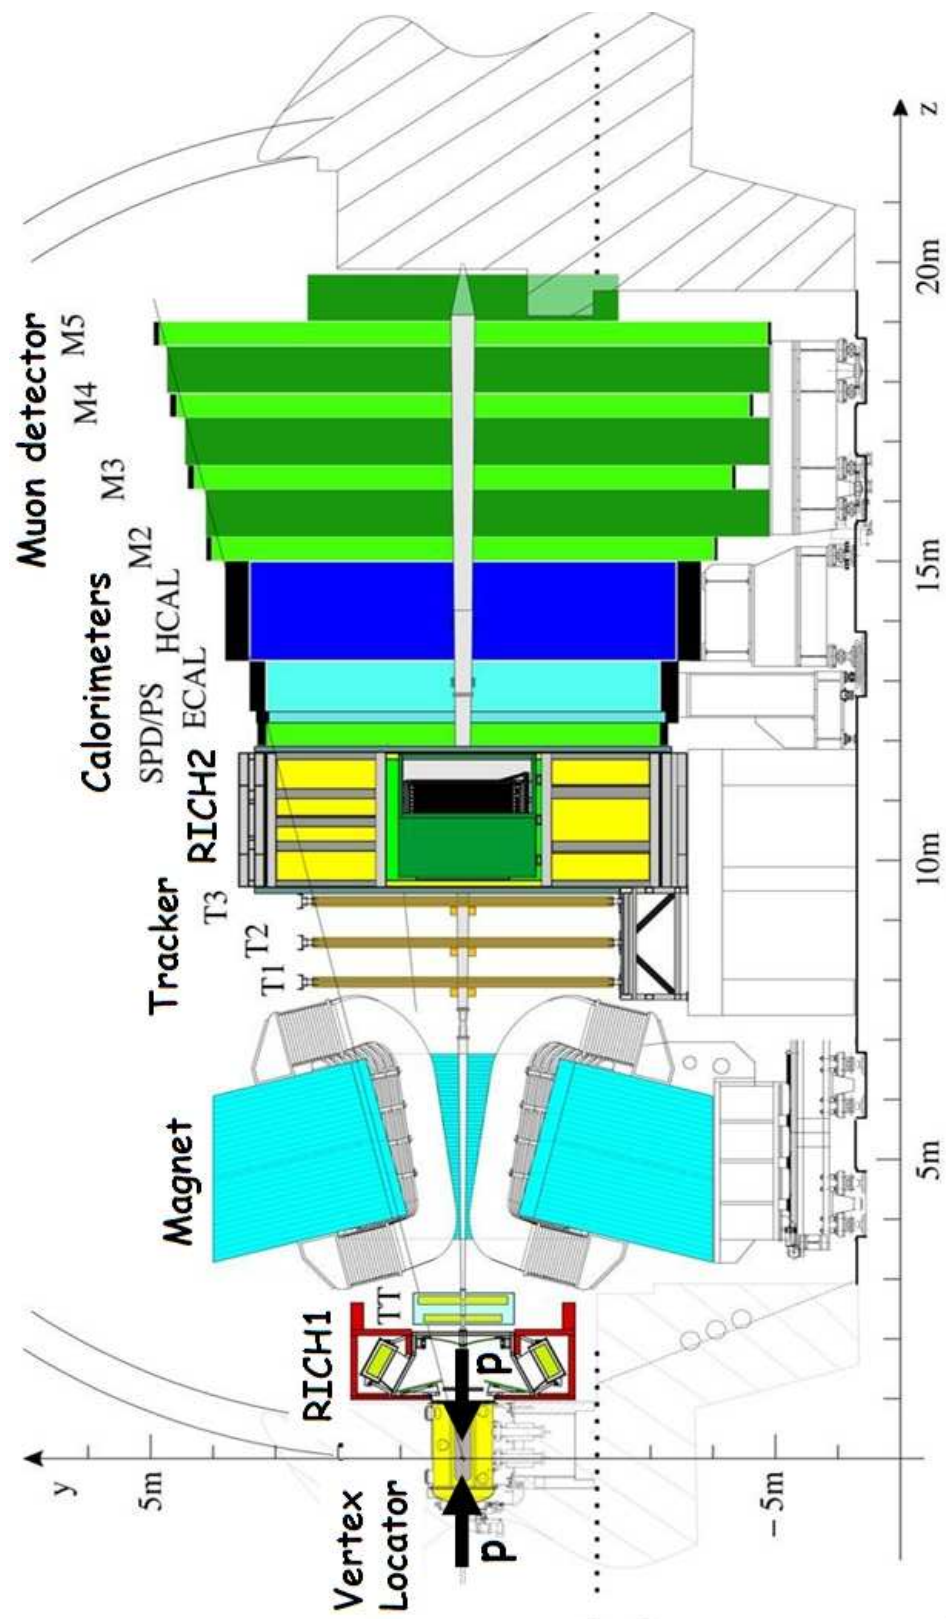 Vertex
Locator
RICH1
TT
Magnet
Tracker
T1
T2
T3
RICH2
Calorimeters
SPD/PS
ECAL
HCAL
Muon detector
M2
M3
M4
M5
y
5m
- 5m
p
p
5m
10m
15m
20m
z